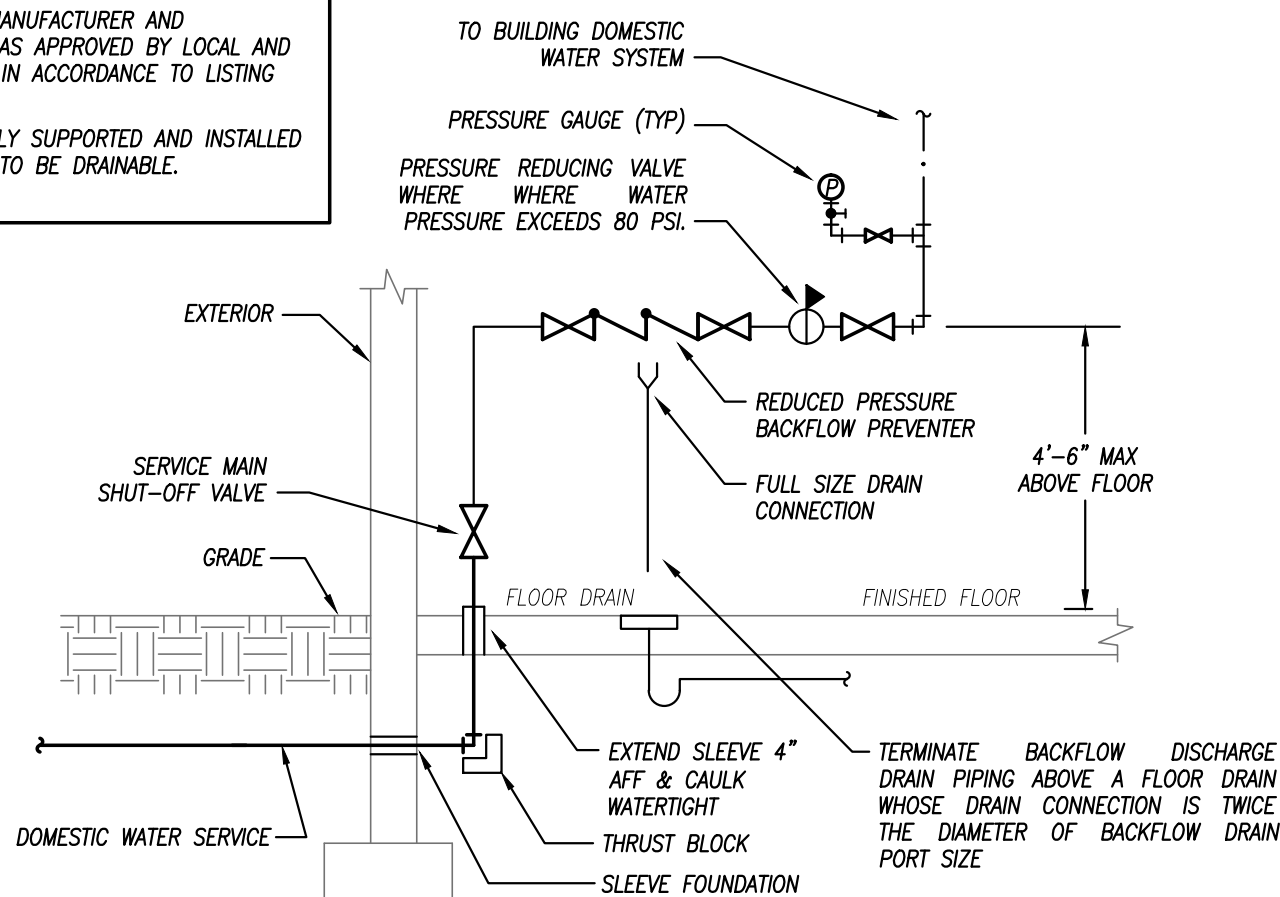 MANUFACTURER AND
AS APPROVED BY LOCAL AND
IN ACCORDANCE TO LISTING
LY SUPPORTED AND INSTALLED
TO BE DRAINABLE.
TO BUILDING DOMESTIC
WATER SYSTEM
PRESSURE GAUGE (TYP)
PRESSURE REDUCING VALVE
WHERE WHERE WATER
PRESSURE EXCEEDS 80 PSI.
P
EXTERIOR
REDUCED PRESSURE
BACKFLOW PREVENTER
4'-6" MAX
ABOVE FLOOR
SERVICE MAIN
SHUT-OFF VALVE
FULL SIZE DRAIN
CONNECTION
GRADE
FLOOR DRAIN
FINISHED FLOOR
EXTEND SLEEVE 4"
AFF & CAULK
WATERTIGHT
TERMINATE BACKFLOW DISCHARGE
DRAIN PIPING ABOVE A FLOOR DRAIN
WHOSE DRAIN CONNECTION IS TWICE
THE DIAMETER OF BACKFLOW DRAIN
PORT SIZE
DOMESTIC WATER SERVICE
THRUST BLOCK
SLEEVE FOUNDATION